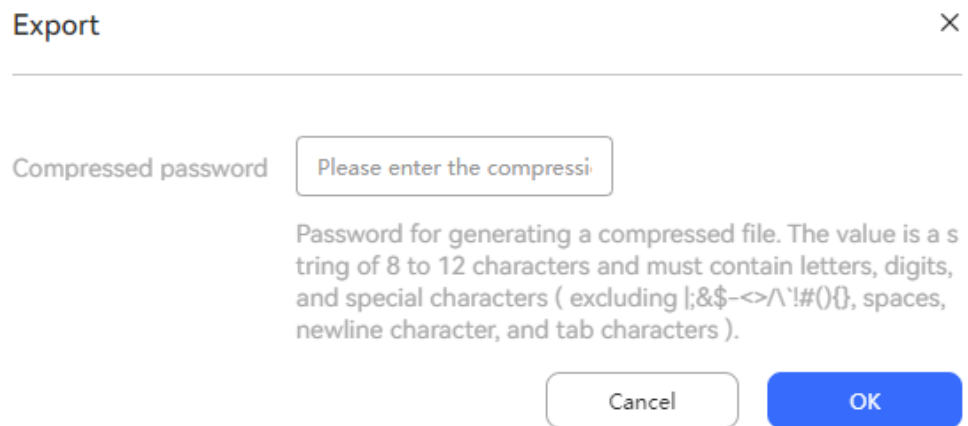 Export
Compressed password
Please enter the compressi
Password for generating a compressed file. The value is a s
tring of 8 to 12 characters and must contain letters, digits,
and special characters ( excluding |;&$-<>/\`!#(){}, spaces,
newline character, and tab characters ).
Cancel
OK